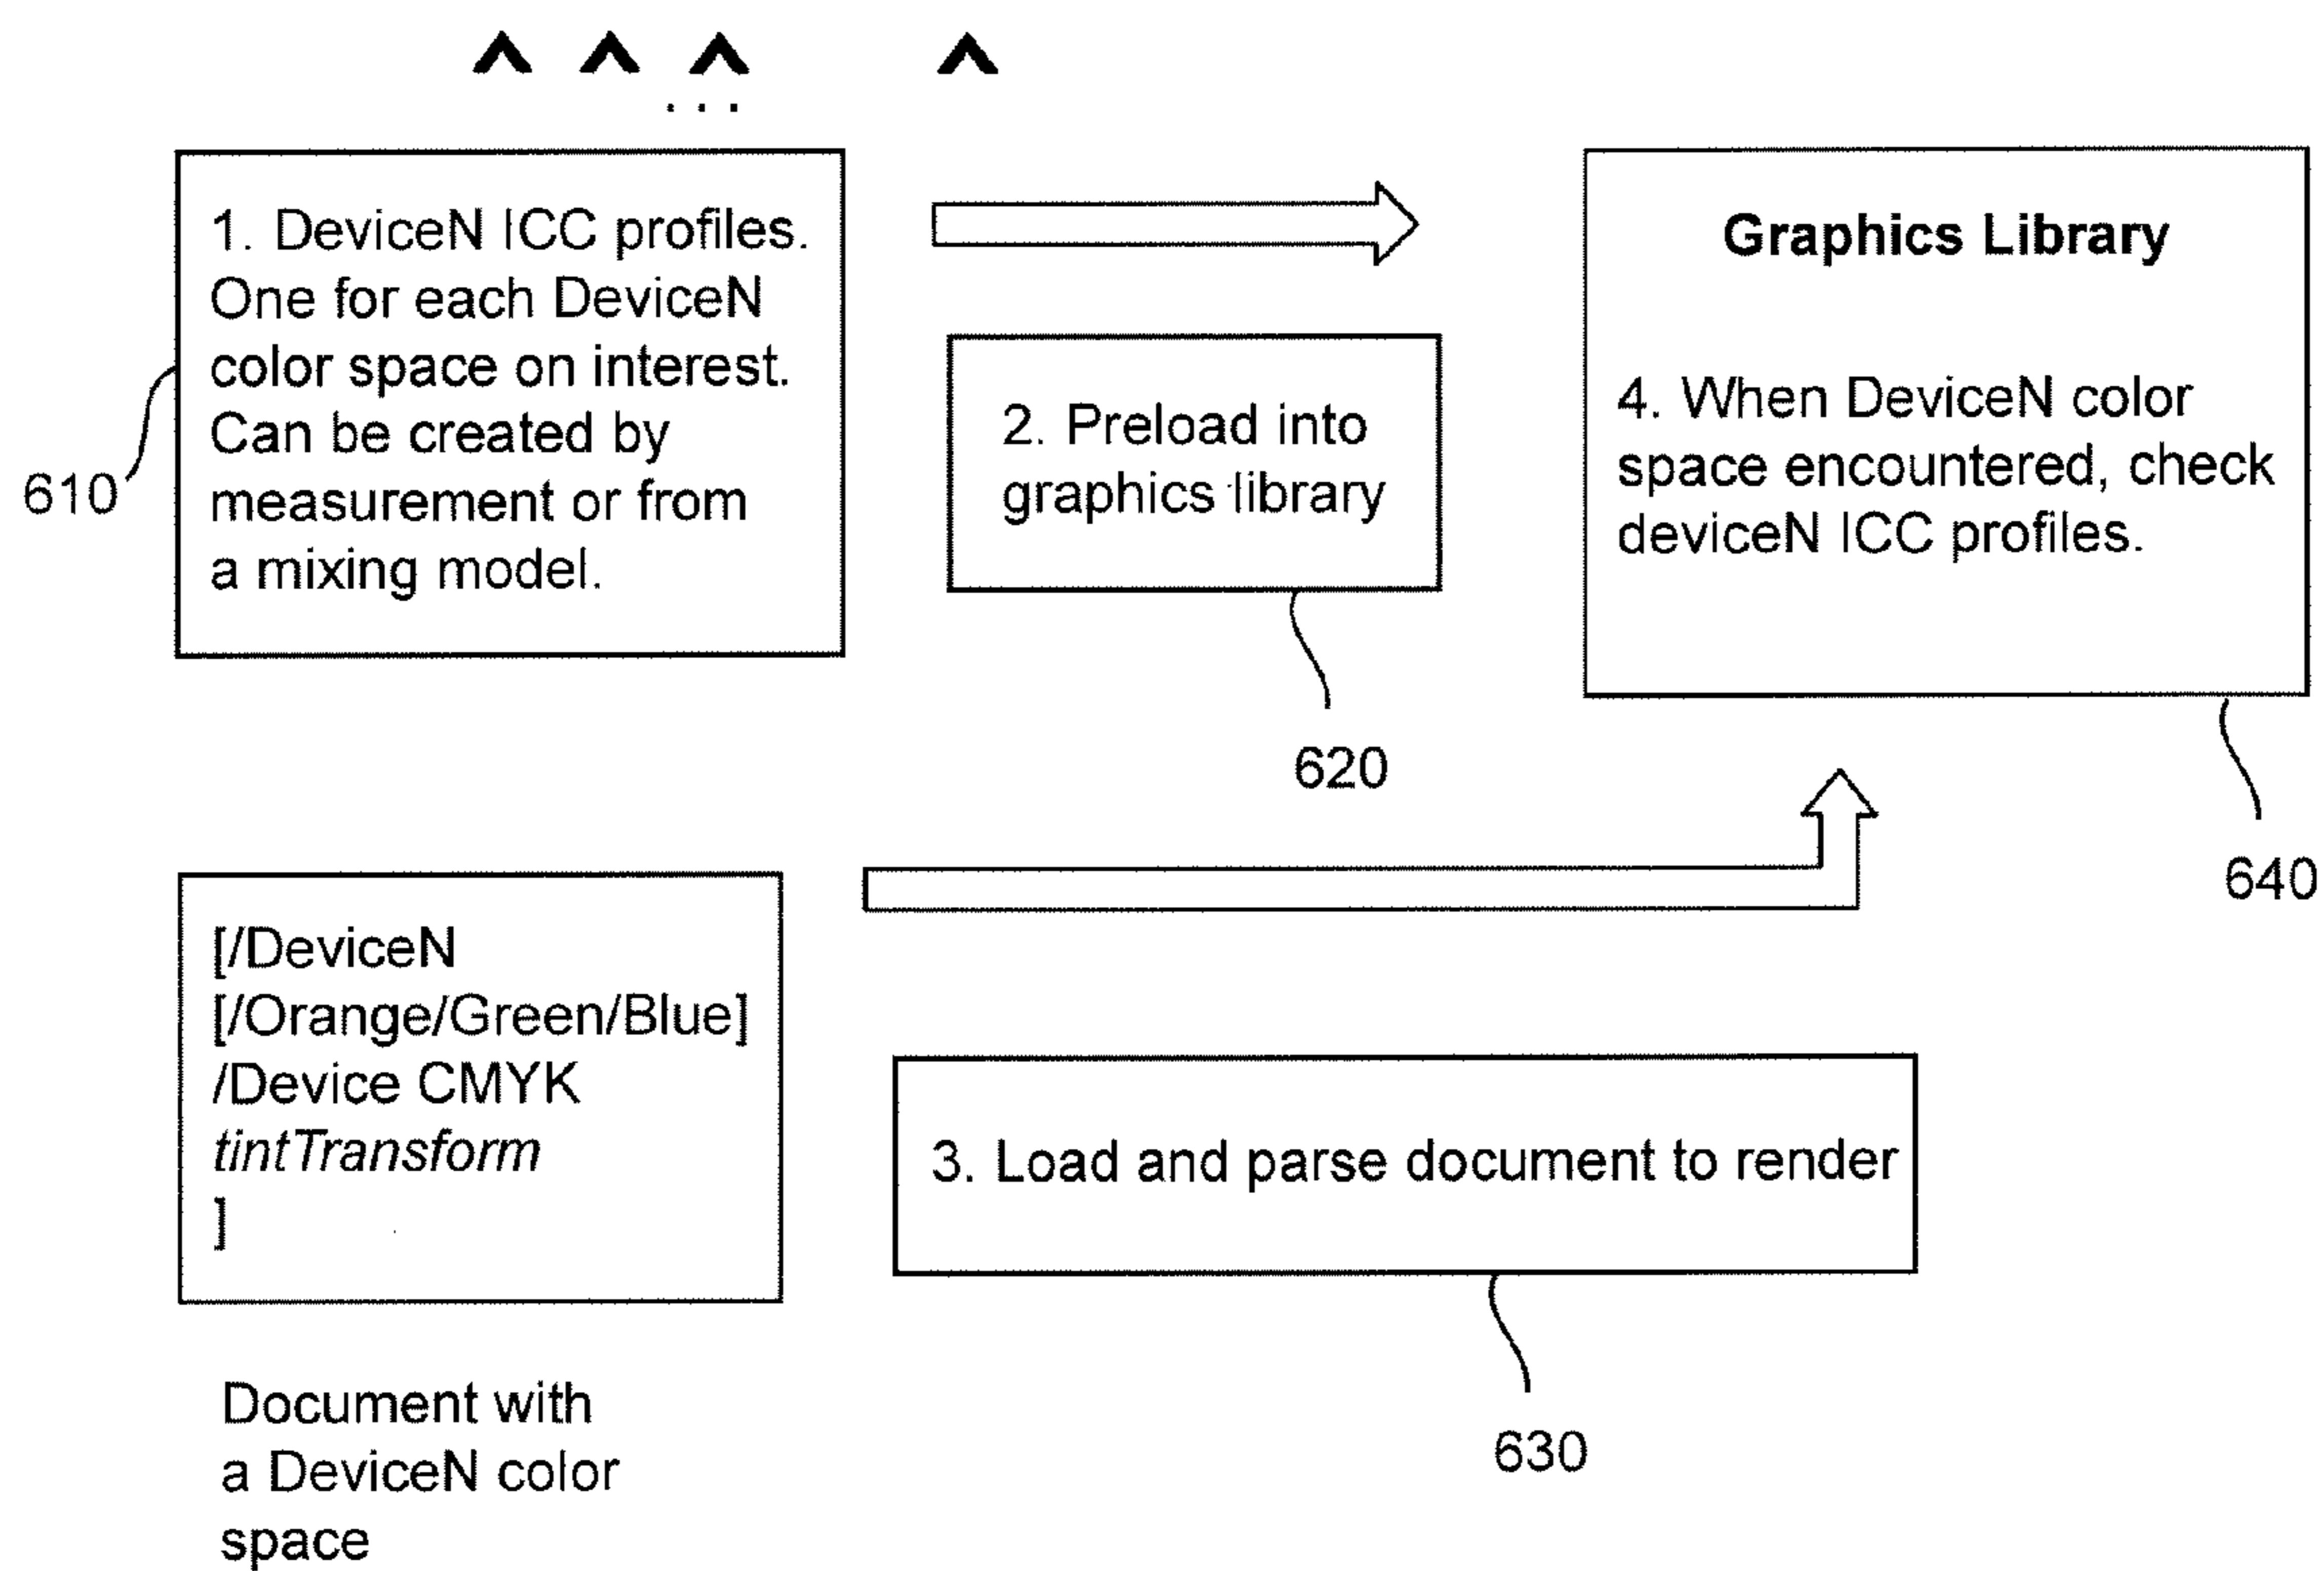 ...
1. DeviceN ICC profiles.
One for each DeviceN
color space on interest.
Can be created by
measurement or from
a mixing model.
610
2. Preload into
graphics library
620
Graphics Library
4. When DeviceN color
space encountered, check
deviceN ICC profiles.
640
[/DeviceN
[/Orange/Green/Blue]
/Device CMYK
tintTransform
]
Document with
a DeviceN color
space
3. Load and parse document to render
630